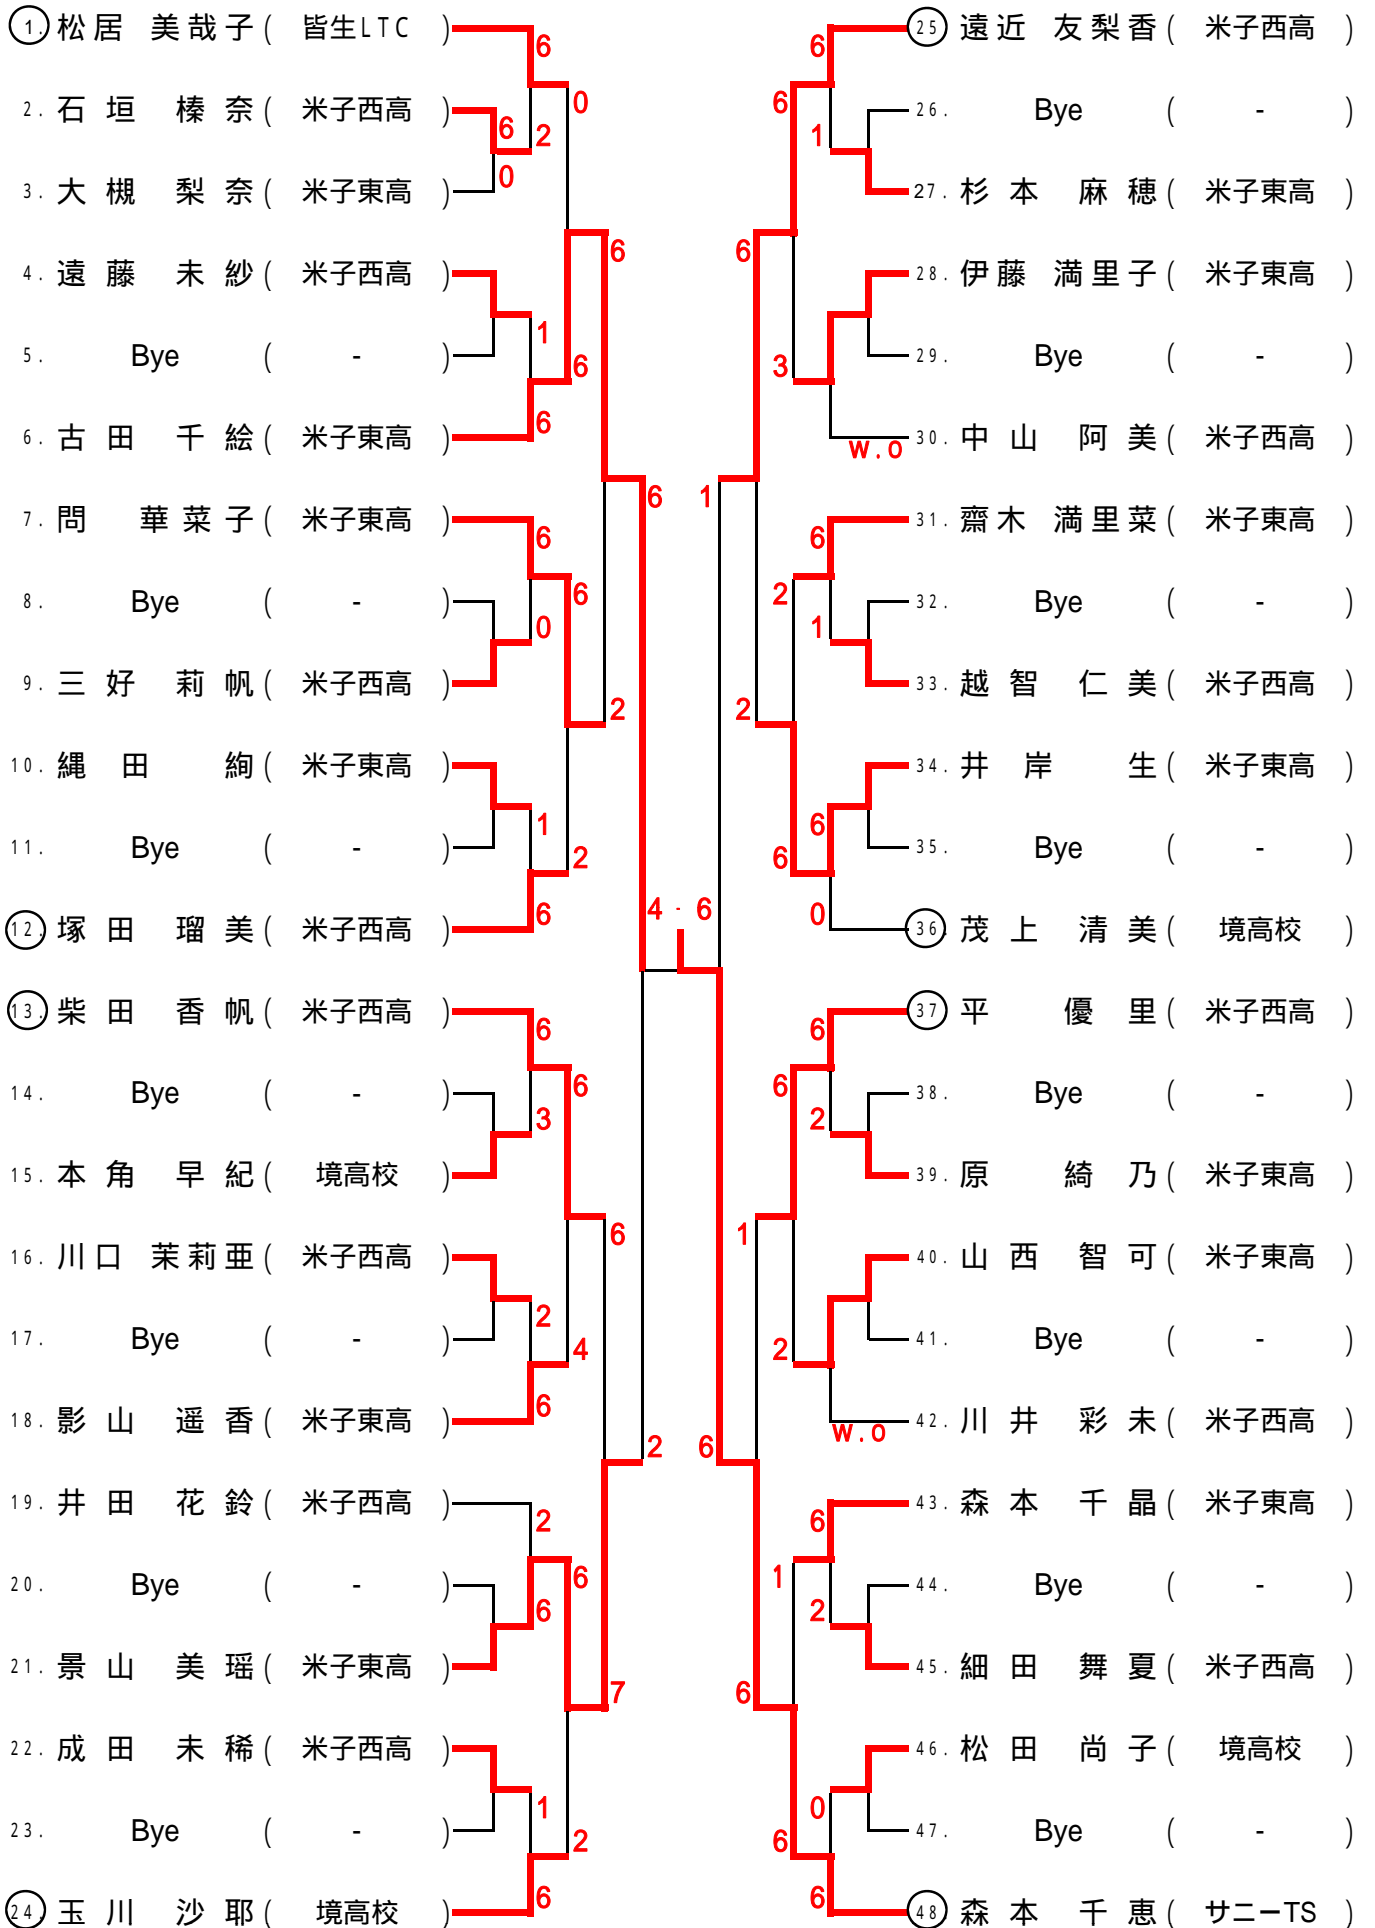 1. 松居 美哉子 ( 皆生LTC )
6
2. 石垣 榛奈 ( 米子西高 )
0
6
2
3. 大槻 梨奈 ( 米子東高 )
0
6
4. 遠藤 未紗 ( 米子西高 )
1
5. Bye ( - )
6
6. 古田 千絵 ( 米子東高 )
6
6
7. 問 華菜子 ( 米子東高 )
6
8. Bye ( - )
6
0
9. 三好 莉帆 ( 米子西高 )
2
10. 縄田 絢 ( 米子東高 )
1
11. Bye ( - )
2
12. 塚田 瑠美 ( 米子西高 )
6
4 - 6
13. 柴田 香帆 ( 米子西高 )
6
14. Bye ( - )
6
3
15. 本角 早紀 ( 境高校 )
6
16. 川口 茉莉亜 ( 米子西高 )
2
17. Bye ( - )
4
18. 影山 遥香 ( 米子東高 )
6
2
19. 井田 花鈴 ( 米子西高 )
2
20. Bye ( - )
6
6
21. 景山 美瑶 ( 米子東高 )
7
22. 成田 未稀 ( 米子西高 )
1
23. Bye ( - )
2
24. 玉川 沙耶 ( 境高校 )
6
25 遠近 友梨香 ( 米子西高 )
6
26. Bye ( - )
6
1
27. 杉本 麻穂 ( 米子東高 )
6
28. 伊藤 満里子 ( 米子東高 )
29. Bye ( - )
3
30. 中山 阿美 ( 米子西高 )
W.O
1
31. 齋木 満里菜 ( 米子東高 )
6
32. Bye ( - )
2
1
33. 越智 仁美 ( 米子西高 )
2
34. 井岸 生 ( 米子東高 )
6
35. Bye ( - )
6
36 茂上 清美 ( 境高校 )
0
37 平 優里 ( 米子西高 )
6
38. Bye ( - )
6
2
39. 原 綺乃 ( 米子東高 )
1
40. 山西 智可 ( 米子東高 )
41. Bye ( - )
2
42. 川井 彩未 ( 米子西高 )
W.O
6
43. 森本 千晶 ( 米子東高 )
6
44. Bye ( - )
1
2
45. 細田 舞夏 ( 米子西高 )
6
46. 松田 尚子 ( 境高校 )
0
47. Bye ( - )
6
48 森本 千恵 ( サニーTS )
6